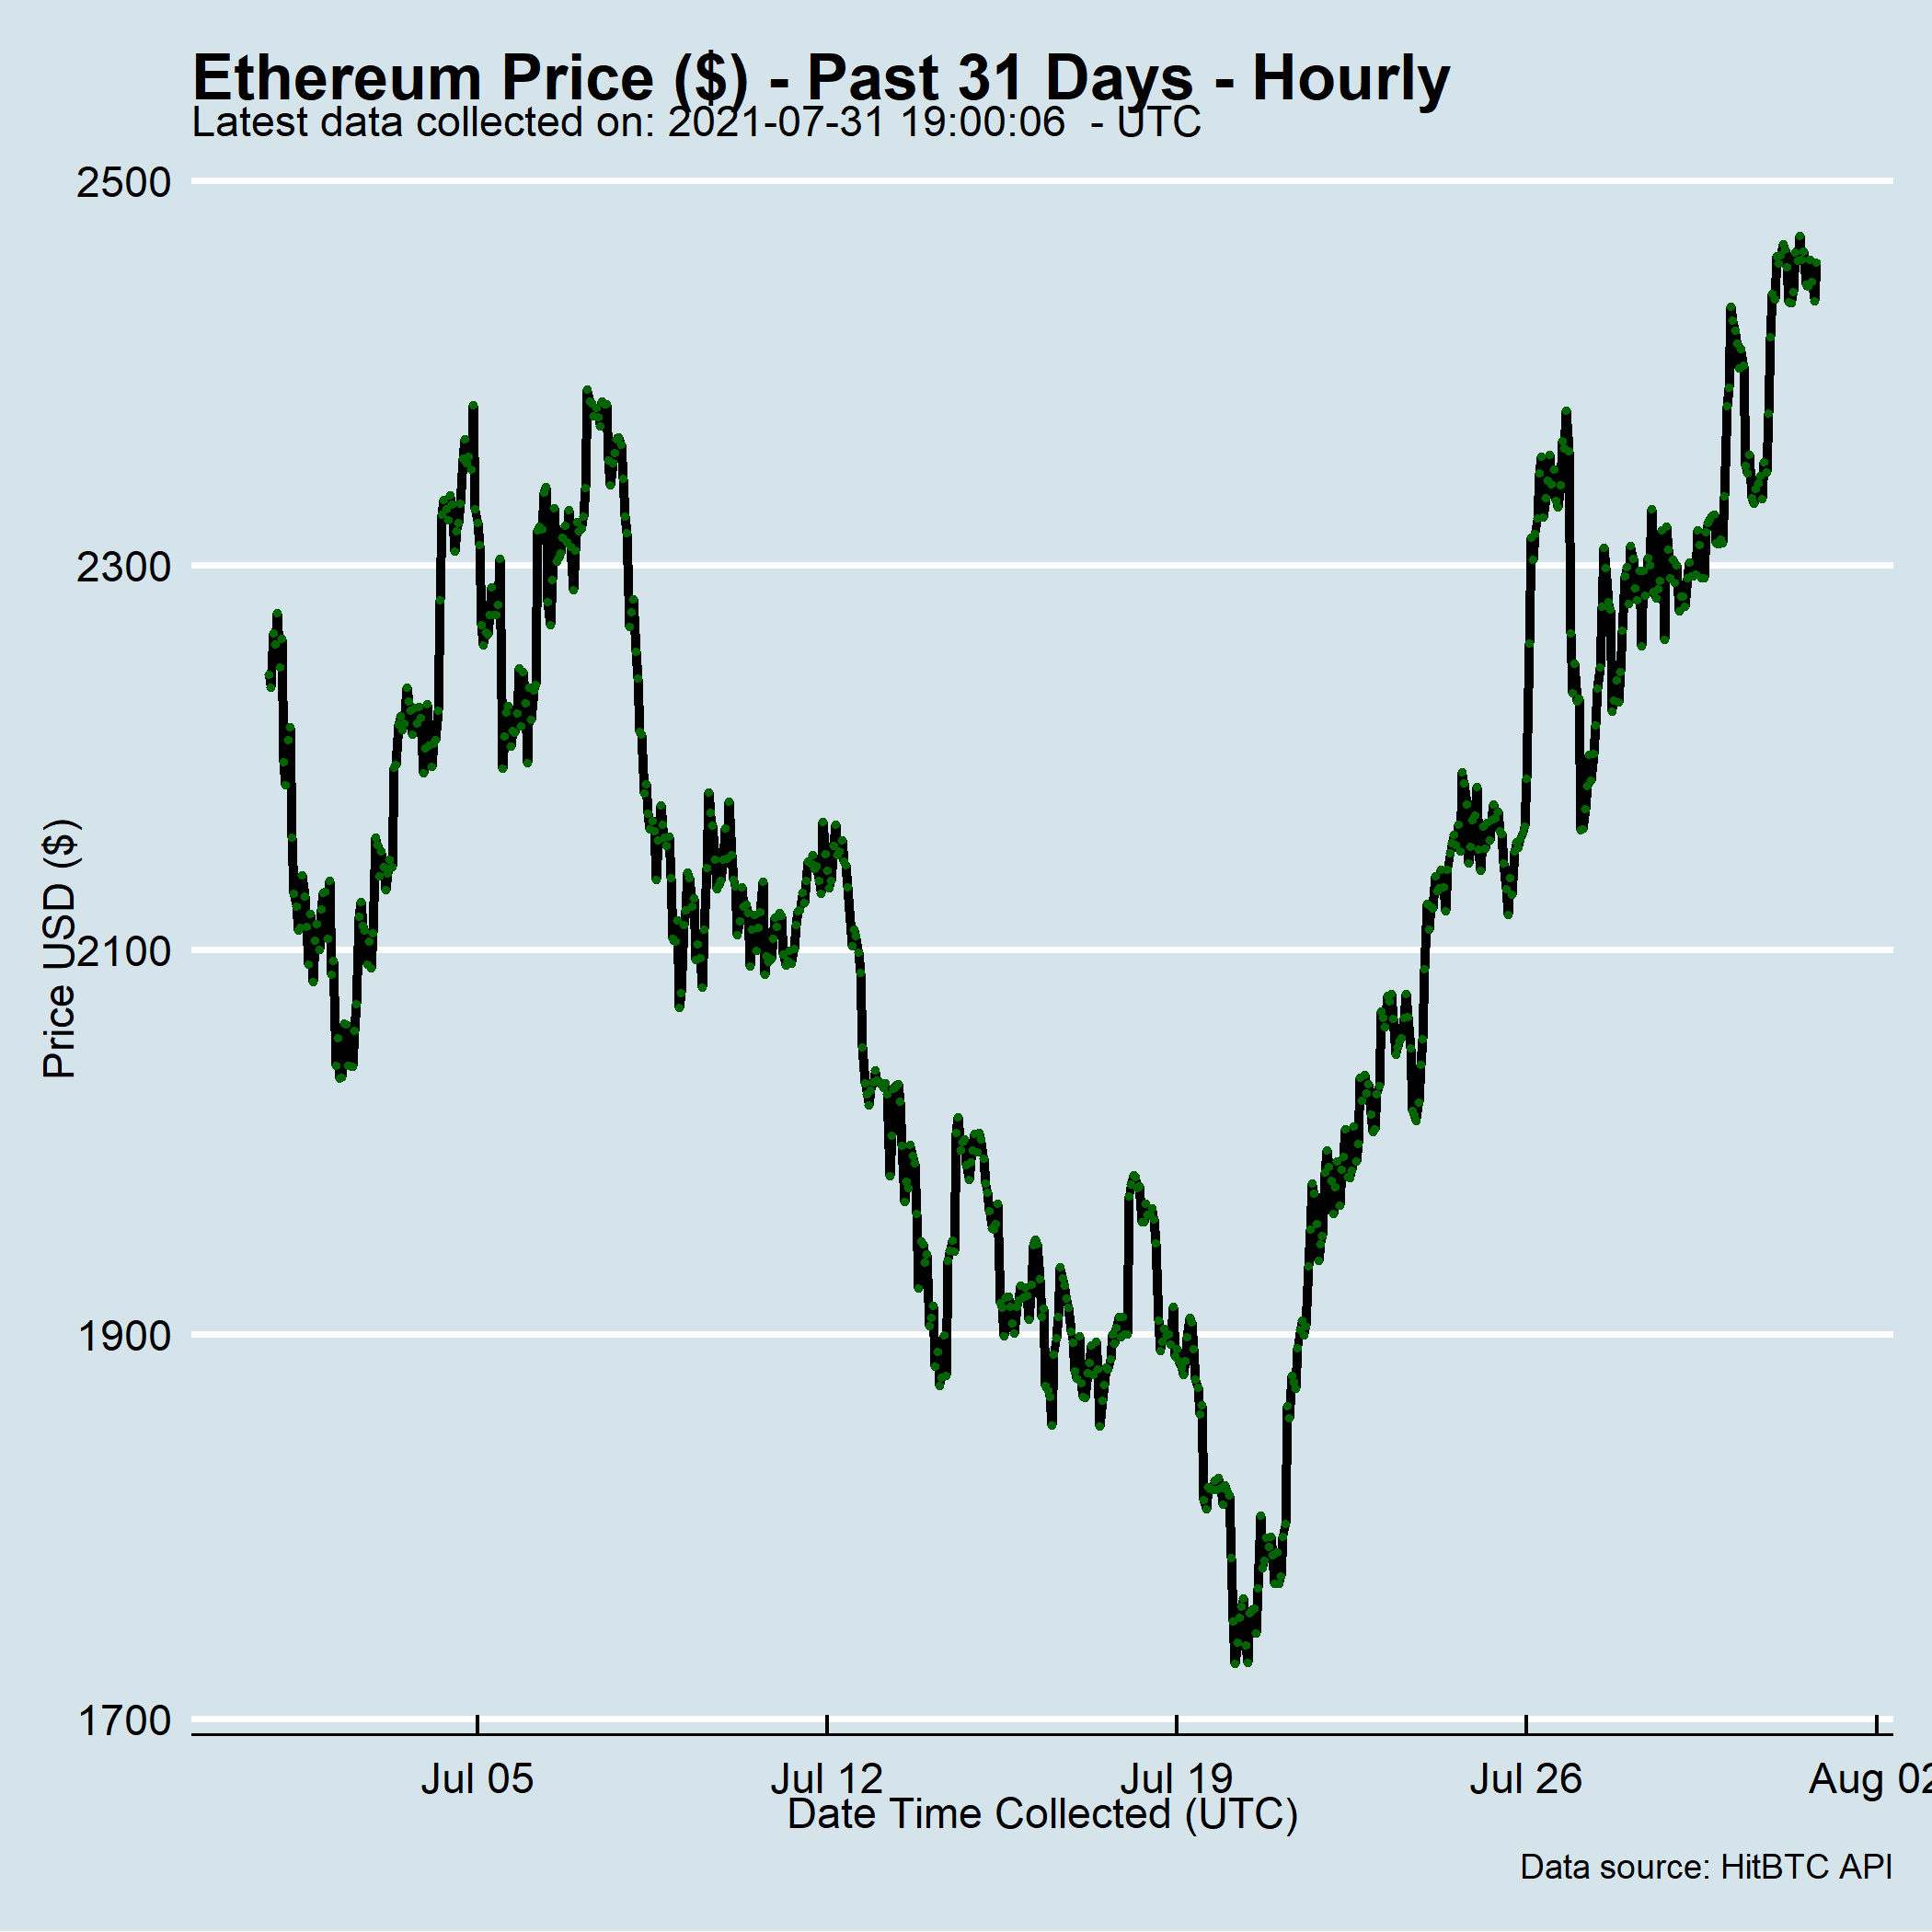 Ethereum Price ($) - Past 31 Days - Hourly
Latest data collected on: 2021-07-31 19:00:06  - UTC
2500
2300
2100
1900
1700
Price USD ($)
Jul 05
Jul 12
Jul 19
Jul 26
Aug 02
Date Time Collected (UTC)
Data source: HitBTC API